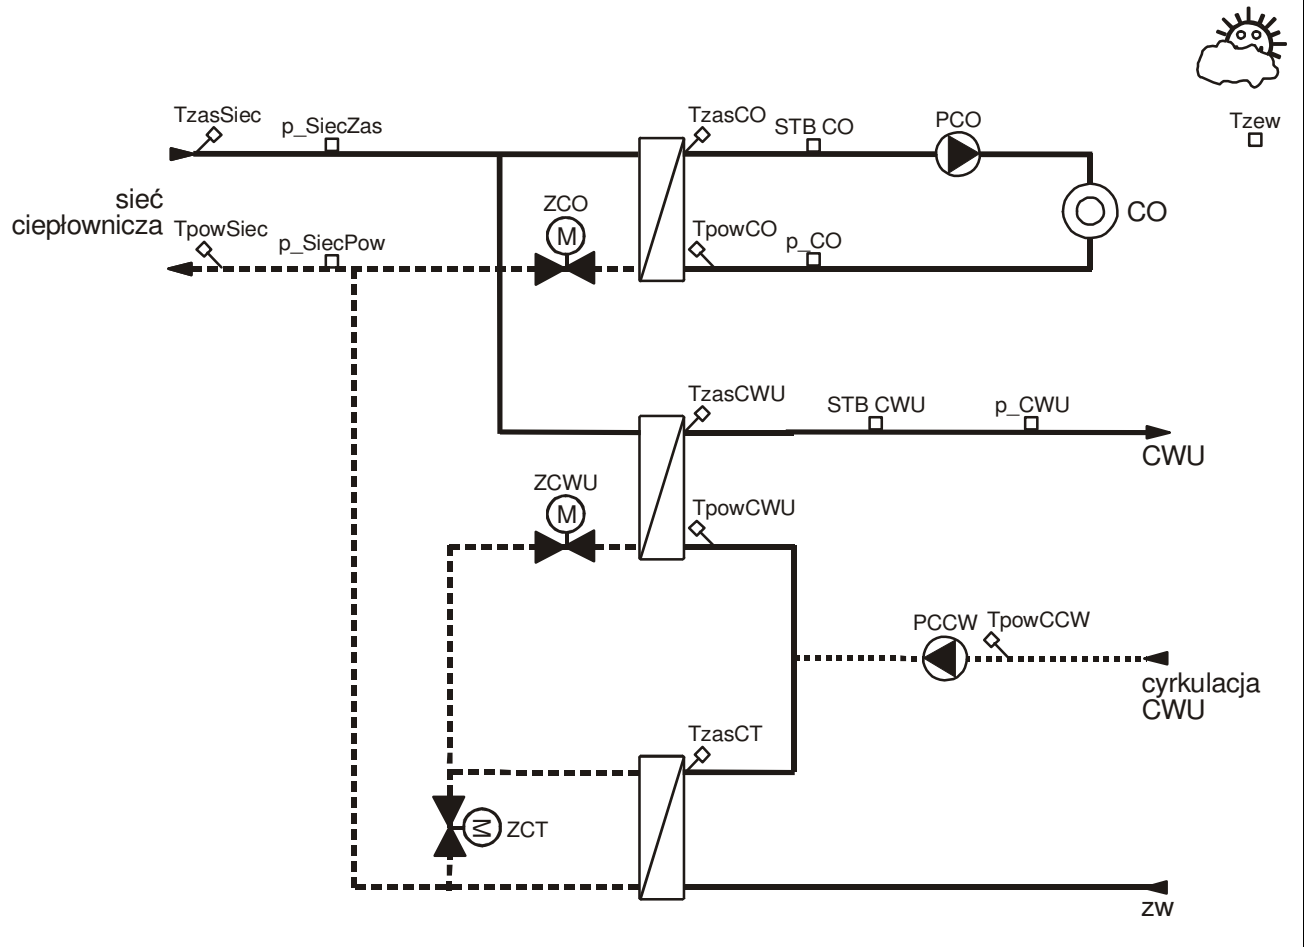 Tzew
TzasSiec
p_SiecZas
TzasCO
STB CO
PCO
sieć
ciepłownicza
TpowSiec
p_SiecPow
ZCO
M
TpowCO
p_CO
CO
TzasCWU
STB CWU
p_CWU
CWU
ZCWU
M
TpowCWU
PCCW
TpowCCW
cyrkulacja
CWU
TzasCT
M
ZCT
zw